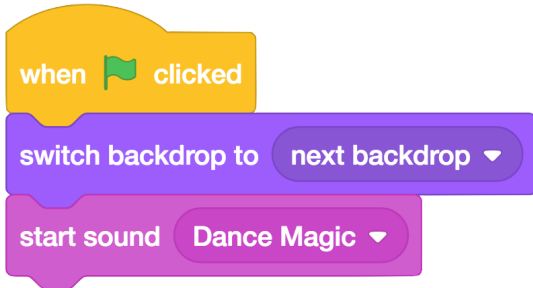 when clicked
switch backdrop to next backdrop
start sound Dance Magic